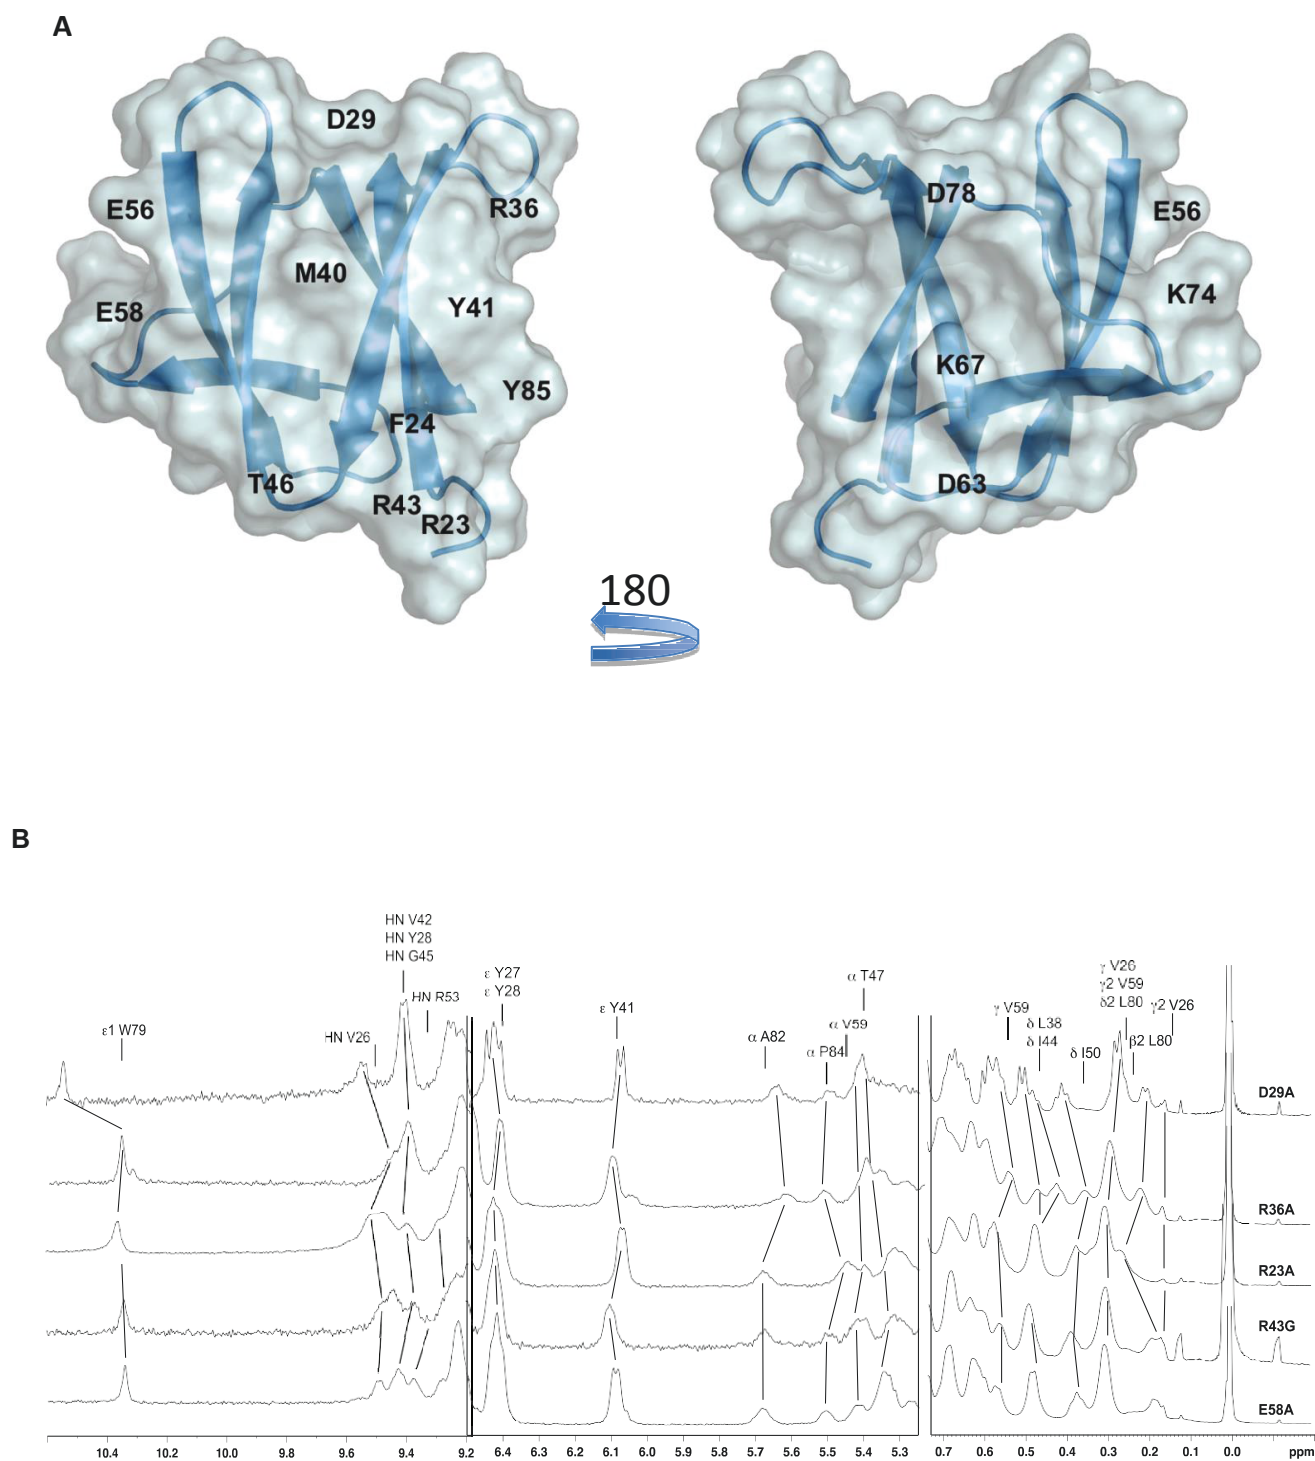 A
D29
E56
R36
M40
E58
Y41
Y85
F24
T46
R43
R23
D78
E56
K74
K67
D63
180
B
HN V42
HN Y28
HN G45
HN R53
HN V26
ε1 W79
ε Y27
ε Y28
ε Y41
α T47
α V59
α A82
α P84
γ V26
γ2 V59
δ2 L80
γ2 V26
γ V59
δ L38
δ I44
β2 L80
δ I50
D29A
R36A
R23A
R43G
E58A
10.4 10.2 10.0 9.8 9.6 9.4 9.2 6.4 6.3 6.2 6.1 6.0 5.9 5.8 5.7 5.6 5.5 5.4 5.3 0.7 0.6 0.5 0.4 0.3 0.2 0.1 0.0 ppm